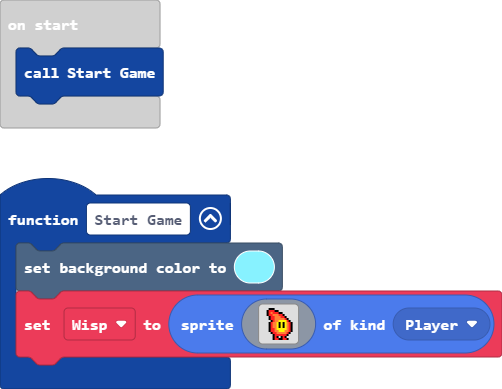 on start
call Start Game
function Start Game
set background color to
set Wisp to sprite of kind Player